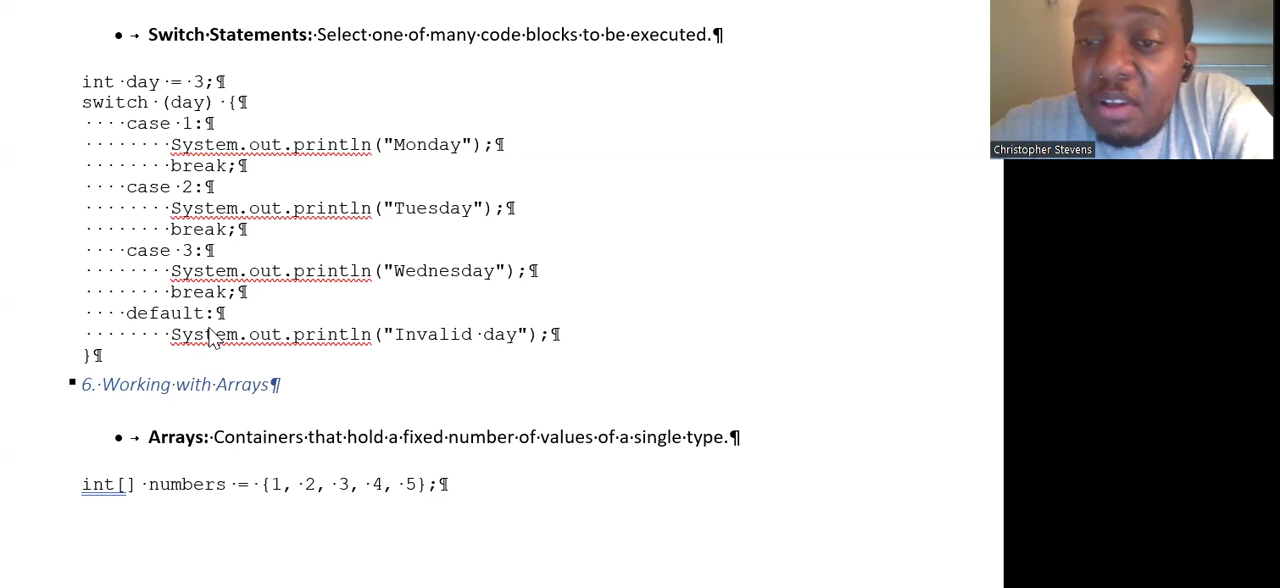 • → Switch Statements: Select one of many code blocks to be executed.¶
int day = 3;¶
switch (day) {¶
    case 1:¶
        System.out.println("Monday");¶
        break;¶
    case 2:¶
        System.out.println("Tuesday");¶
        break;¶
    case 3:¶
        System.out.println("Wednesday");¶
        break;¶
    default:¶
        System.out.println("Invalid day");¶
}¶
6. Working with Arrays¶
• → Arrays: Containers that hold a fixed number of values of a single type.¶
int[] numbers = {1, 2, 3, 4, 5};¶
Christopher Stevens